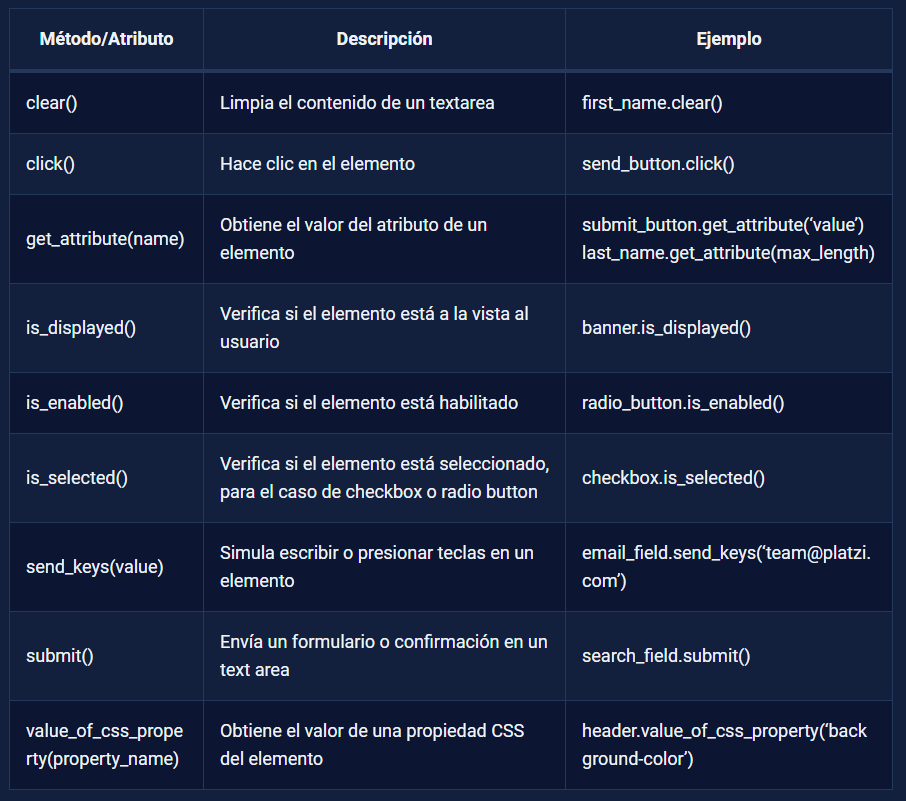 Método/Atributo Descripción Ejemplo
clear() Limpia el contenido de un textarea first_name.clear()
click() Hace clic en el elemento send_button.click()
get_attribute(name)
Obtiene el valor del atributo de un
elemento
submit_button.get_attribute(‘value’)
last_name.get_attribute(max_length)
is_displayed()
Verifica si el elemento está a la vista al
usuario
banner.is_displayed()
is_enabled() Verifica si el elemento está habilitado radio_button.is_enabled()
is_selected()
Verifica si el elemento está seleccionado,
para el caso de checkbox o radio button
checkbox.is_selected()
send_keys(value)
Simula escribir o presionar teclas en un
elemento
email_field.send_keys(‘team@platzi.
com’)
submit()
Envía un formulario o confirmación en un
text area
search_field.submit()
value_of_css_prope
rty(property_name)
Obtiene el valor de una propiedad CSS
del elemento
header.value_of_css_property(‘back
ground-color’)